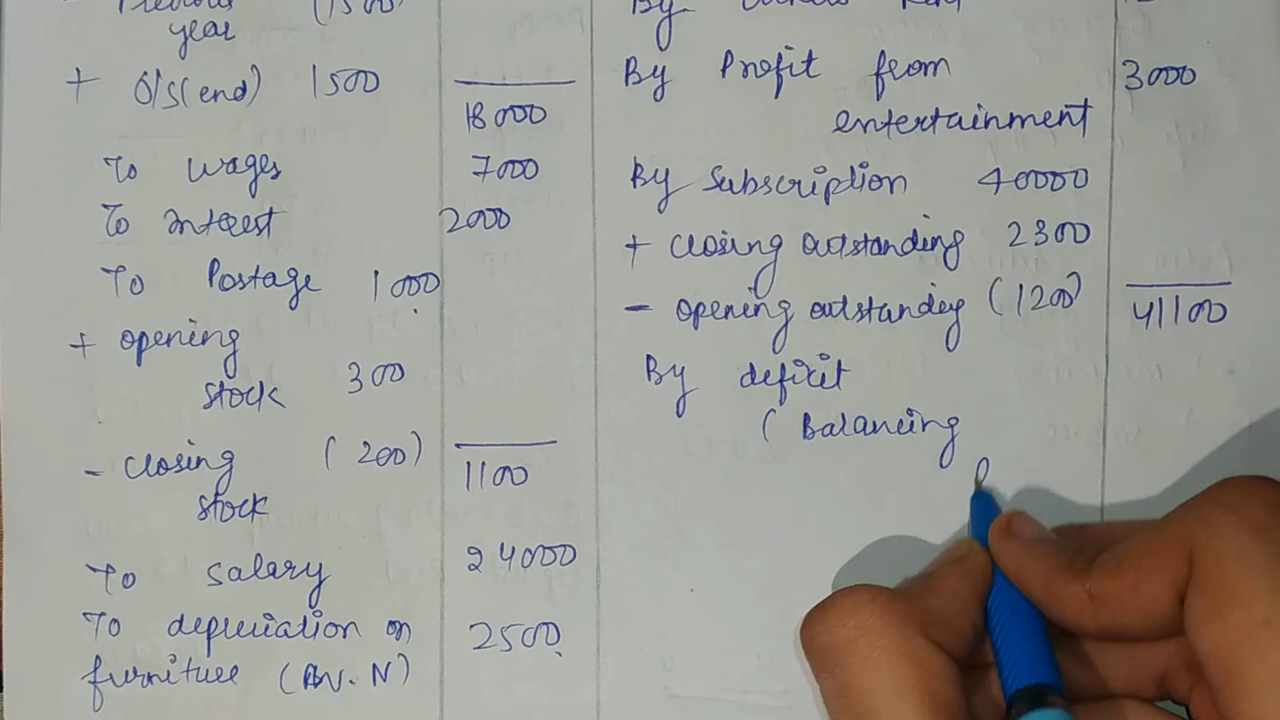 year
+ O/S(end) 1500
18000
To wages 7000
To Interest 2000
To Postage 1000
+ opening
stock 300
- closing (200)
1100
stock
To salary 24000
To depreciation on 2500
furniture (B.V. N)
By Profit from 3000
entertainment
By Subscription 40000
+ closing outstanding 2300
- opening outstanding (1200) 41100
By deficit
( Balancing